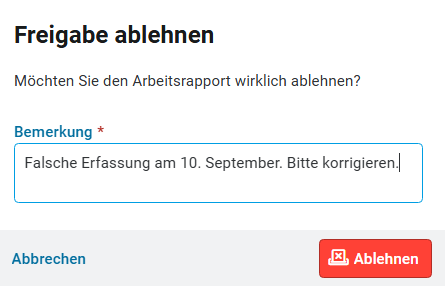 Freigabe ablehnen
Möchten Sie den Arbeitsrapport wirklich ablehnen?
Bemerkung *
Falsche Erfassung am 10. September. Bitte korrigieren.
Abbrechen
Ablehnen